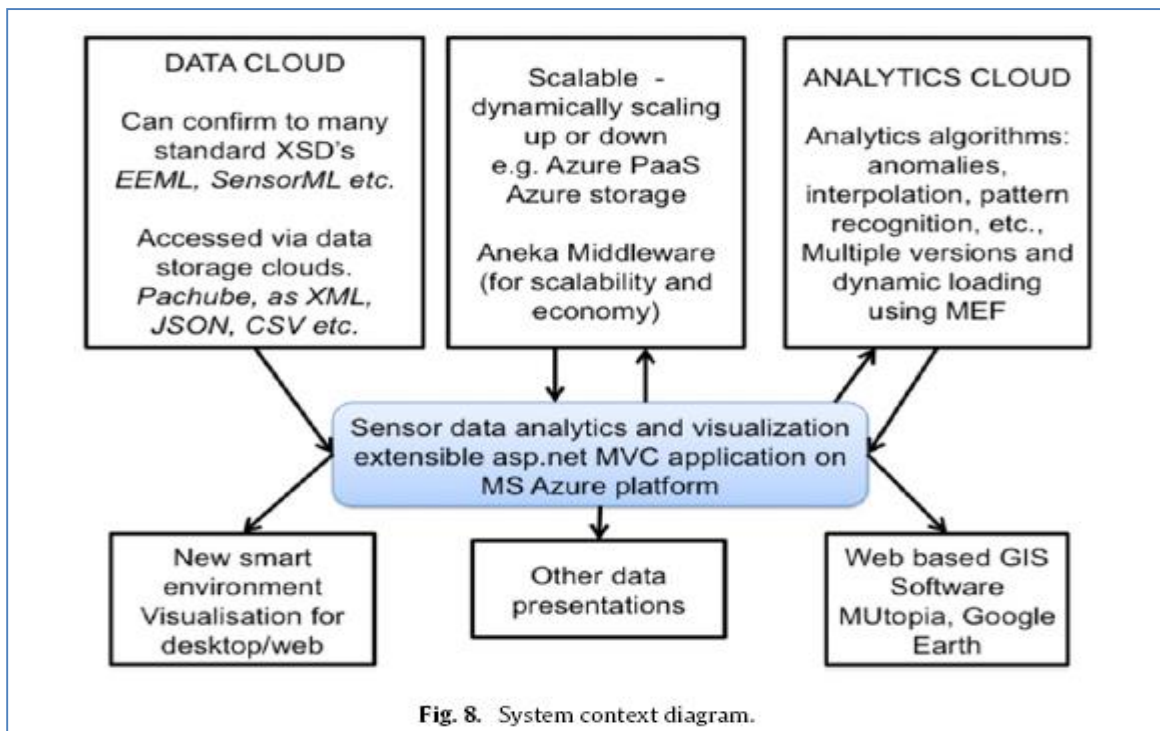 DATA CLOUD
Can confirm to many
standard XSD's
EEML, SensorML etc.
Accessed via data
storage clouds.
Pachube, as XML,
JSON, CSV etc.
Scalable -
dynamically scaling
up or down
e.g. Azure PaaS
Azure storage
Aneka Middleware
(for scalability and
economy)
ANALYTICS CLOUD
Analytics algorithms:
anomalies,
interpolation, pattern
recognition, etc.,
Multiple versions and
dynamic loading
using MEF
Sensor data analytics and visualization
extensible asp.net MVC application on
MS Azure platform
New smart
environment
Visualisation for
desktop/web
Other data
presentations
Web based GIS
Software
MUtopia, Google
Earth
Fig. 8. System context diagram.